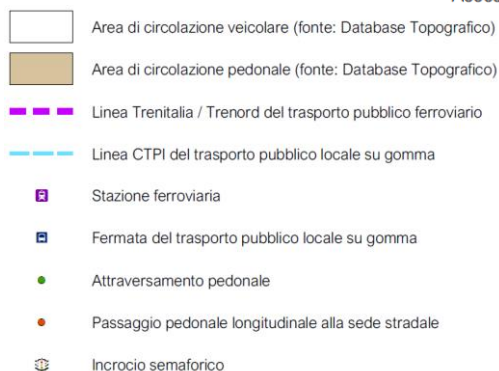 Area di circolazione veicolare (fonte: Database Topografico)
Area di circolazione pedonale (fonte: Database Topografico)
Linea Trenitalia / Trenord del trasporto pubblico ferroviario
Linea CTPI del trasporto pubblico locale su gomma
Stazione ferroviaria
Fermata del trasporto pubblico locale su gomma
Attraversamento pedonale
Passaggio pedonale longitudinale alla sede stradale
Incrocio semaforico